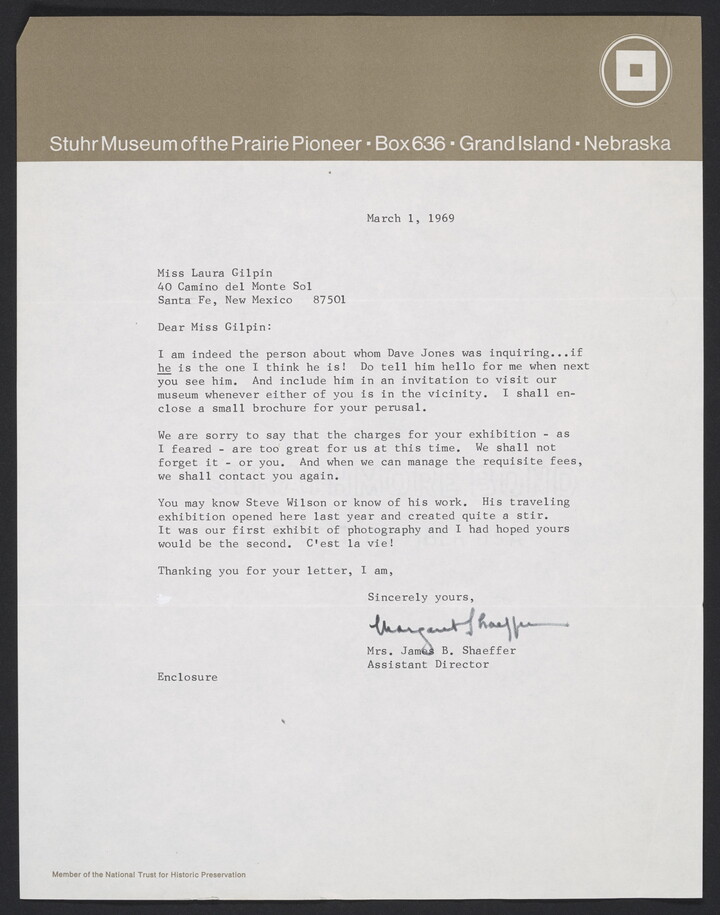 Stuhr Museum of the Prairie Pioneer ▪ Box 636 ▪ Grand Island ▪ Nebraska
March 1, 1969
Miss Laura Gilpin
40 Camino del Monte Sol
Santa Fe, New Mexico 87501
Dear Miss Gilpin:
I am indeed the person about whom Dave Jones was inquiring...if
he is the one I think he is! Do tell him hello for me when next
you see him. And include him in an invitation to visit our
museum whenever either of you is in the vicinity. I shall en-
close a small brochure for your perusal.
We are sorry to say that the charges for your exhibition - as
I feared - are too great for us at this time. We shall not
forget it - or you. And when we can manage the requisite fees,
we shall contact you again.
You may know Steve Wilson or know of his work. His traveling
exhibition opened here last year and created quite a stir.
It was our first exhibit of photography and I had hoped yours
would be the second. C'est la vie!
Thanking you for your letter, I am,
Sincerely yours,
Margaret Shaeffer
Mrs. James B. Shaeffer
Assistant Director
Enclosure
Member of the National Trust for Historic Preservation